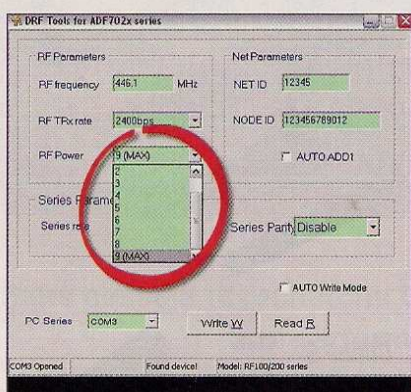 DRF Tools for ADF702x series
RF Parameters
Net Parameters
RF frequency 446.1 MHz
NET ID 12345
RF TRx rate 2400bps
NODE ID 123456789012
RF Power 9 (MAX)
AUTO ADD1
2
3
4
5
6
7
8
9 (MAX)
Series Parame
Series rate
Series Parity Disable
AUTO Write Mode
PC Series COM3
Write W
Read R
COM3 Opened
Found device!
Model: RF100/200 series